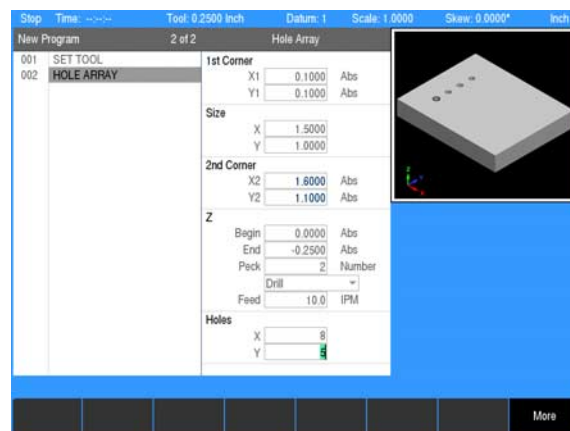 Stop Time: --:--:-- Tool: 0.2500 Inch Datum: 1 Scale: 1.0000 Skew: 0.0000° Inch
New Program 2 of 2 Hole Array
001 SET TOOL
002 HOLE ARRAY
1st Corner
X1 0.1000 Abs
Y1 0.1000 Abs
Size
X 1.5000
Y 1.0000
2nd Corner
X2 1.6000 Abs
Y2 1.1000 Abs
Z
Begin 0.0000 Abs
End -0.2500 Abs
Peck 2 Number
Drill
Feed 10.0 IPM
Holes
X 8
Y 5
More